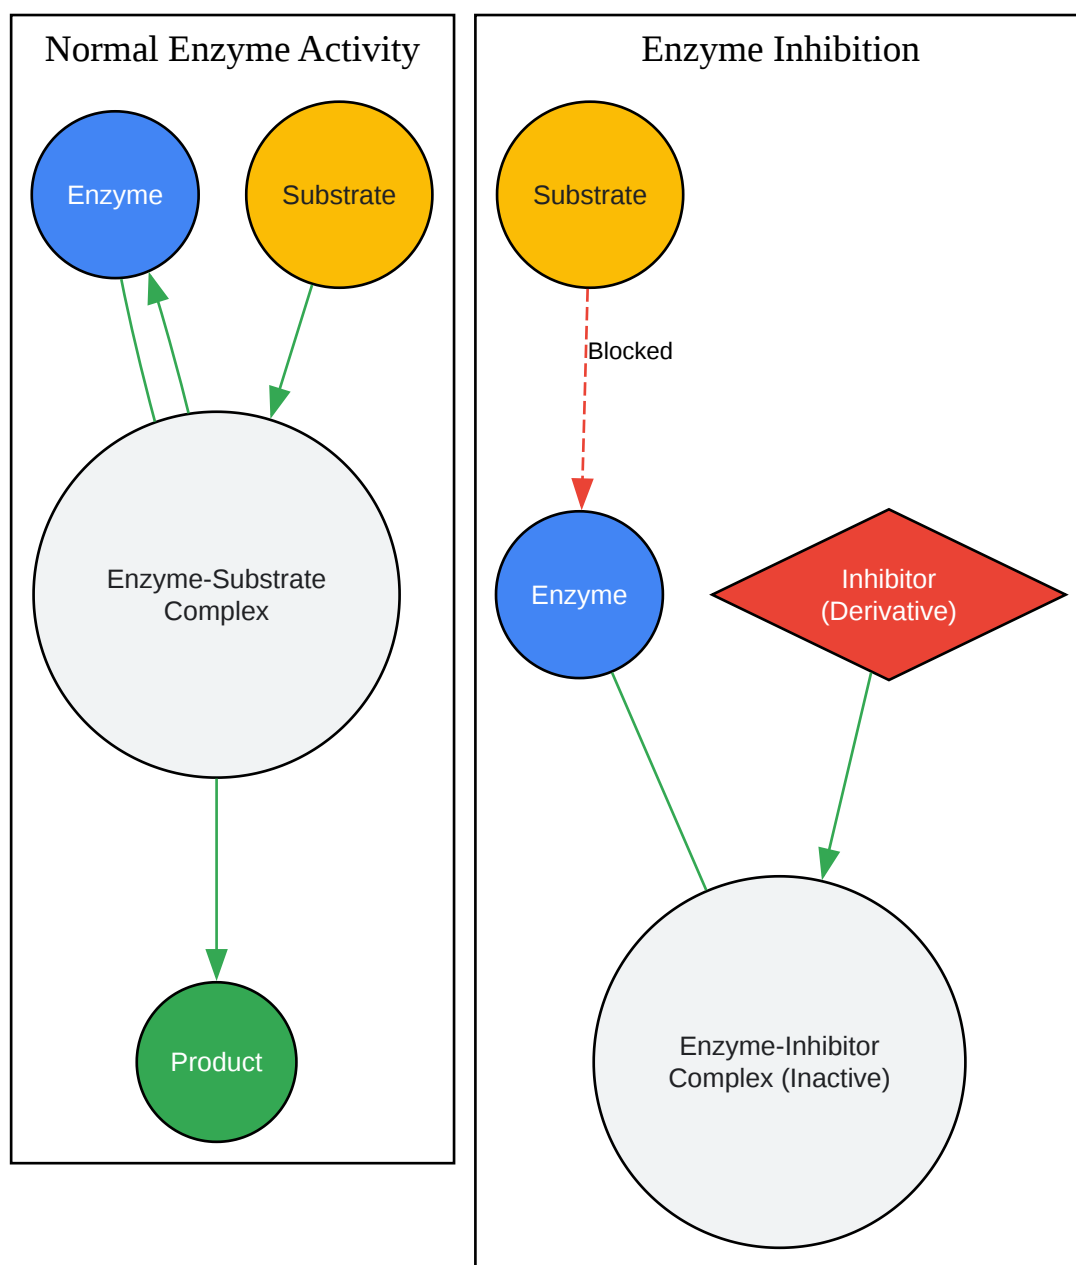 Normal Enzyme Activity
Enzyme
Substrate
Enzyme-Substrate
Complex
Product
Enzyme Inhibition
Substrate
Blocked
Enzyme
Inhibitor
(Derivative)
Enzyme-Inhibitor
Complex (Inactive)